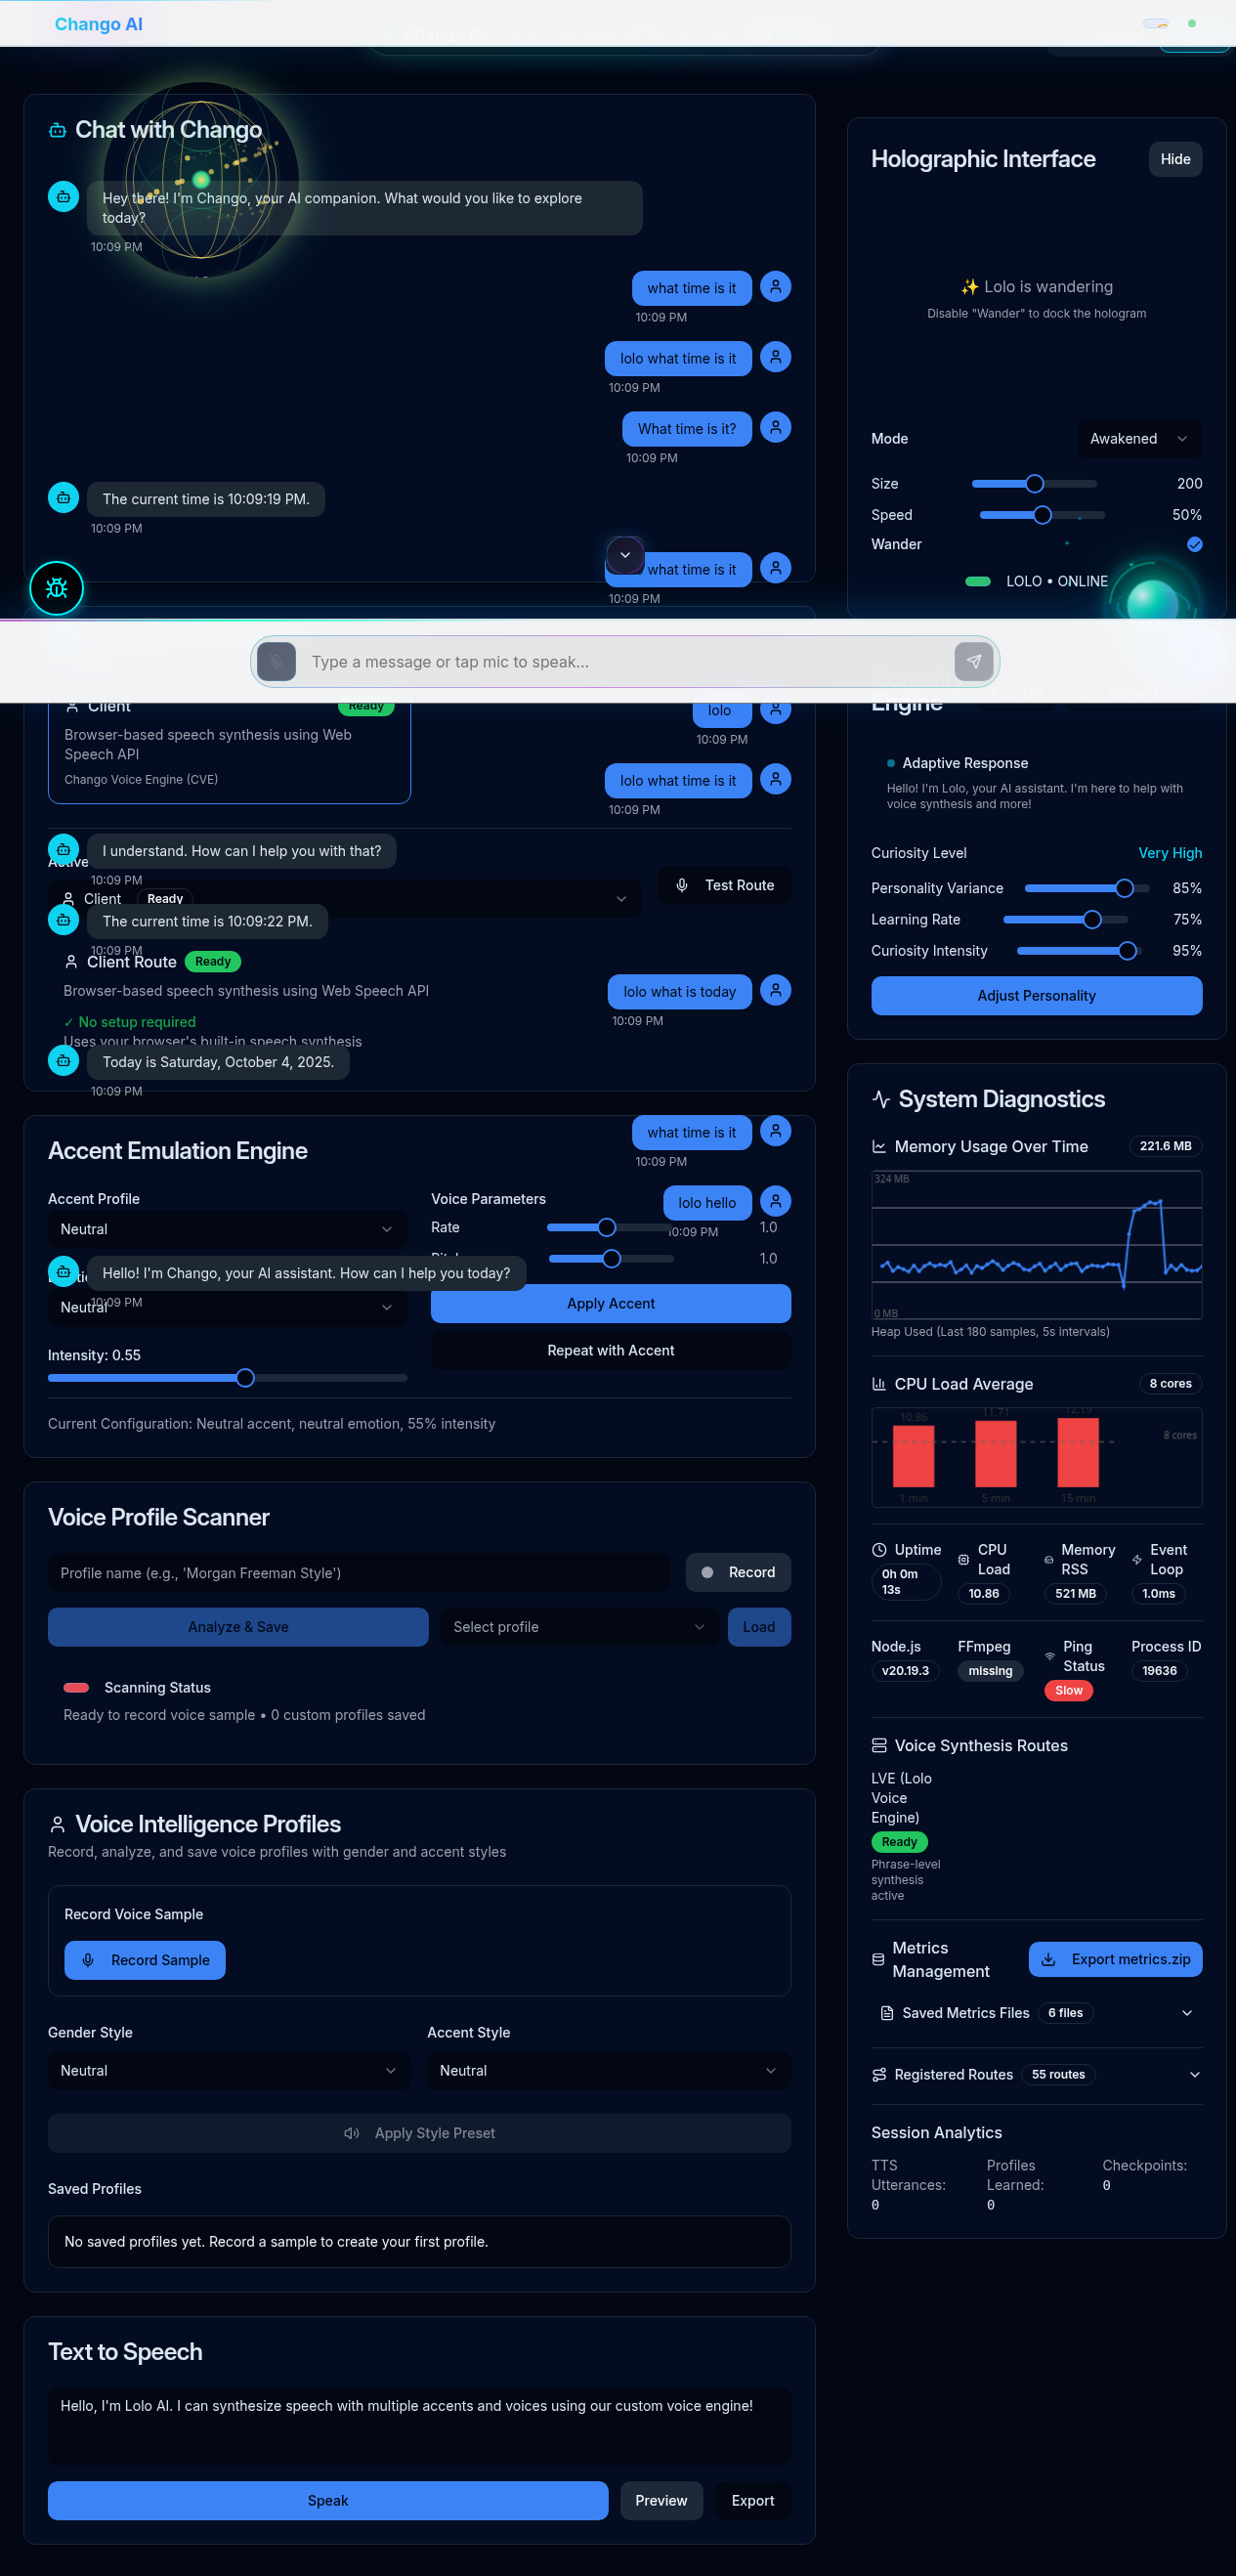 Chango AI
Chat with Chango
Hey there! I'm Chango, your AI companion. What would you like to explore
today?
10:09 PM
what time is it
10:09 PM
lolo what time is it
10:09 PM
What time is it?
10:09 PM
The current time is 10:09:19 PM.
10:09 PM
what time is it
10:09 PM
Type a message or tap mic to speak...
Client
Ready
Browser-based speech synthesis using Web
Speech API
Chango Voice Engine (CVE)
lolo
10:09 PM
lolo what time is it
10:09 PM
I understand. How can I help you with that?
10:09 PM
Active
Client
Ready
Test Route
The current time is 10:09:22 PM.
10:09 PM
Client Route
Ready
Browser-based speech synthesis using Web Speech API
✓ No setup required
Uses your browser's built-in speech synthesis
lolo what is today
10:09 PM
Today is Saturday, October 4, 2025.
10:09 PM
Accent Emulation Engine
what time is it
10:09 PM
lolo hello
10:09 PM
Accent Profile
Neutral
Voice Parameters
Rate
1.0
1.0
Hello! I'm Chango, your AI assistant. How can I help you today?
10:09 PM
Neutral
Apply Accent
Repeat with Accent
Intensity: 0.55
Current Configuration: Neutral accent, neutral emotion, 55% intensity
Voice Profile Scanner
Profile name (e.g., 'Morgan Freeman Style')
Record
Analyze & Save
Select profile
Load
Scanning Status
Ready to record voice sample • 0 custom profiles saved
Voice Intelligence Profiles
Record, analyze, and save voice profiles with gender and accent styles
Record Voice Sample
Record Sample
Gender Style
Accent Style
Neutral
Neutral
Apply Style Preset
Saved Profiles
No saved profiles yet. Record a sample to create your first profile.
Text to Speech
Hello, I'm Lolo AI. I can synthesize speech with multiple accents and voices using our custom voice engine!
Speak
Preview
Export
Holographic Interface
Hide
✨ Lolo is wandering
Disable "Wander" to dock the hologram
Mode
Awakened
Size
200
Speed
50%
Wander
LOLO • ONLINE
Engine
Adaptive Response
Hello! I'm Lolo, your AI assistant. I'm here to help with
voice synthesis and more!
Curiosity Level
Very High
Personality Variance
85%
Learning Rate
75%
Curiosity Intensity
95%
Adjust Personality
System Diagnostics
Memory Usage Over Time
221.6 MB
324 MB
0 MB
Heap Used (Last 180 samples, 5s intervals)
CPU Load Average
8 cores
10.86
11.71
12.19
8 cores
1 min
5 min
15 min
Uptime
0h 0m
13s
CPU
Load
10.86
Memory
RSS
521 MB
Event
Loop
1.0ms
Node.js
v20.19.3
FFmpeg
missing
Ping
Status
Slow
Process ID
19636
Voice Synthesis Routes
LVE (Lolo
Voice
Engine)
Ready
Phrase-level
synthesis
active
Metrics
Management
Export metrics.zip
Saved Metrics Files
6 files
Registered Routes
55 routes
Session Analytics
TTS
Utterances:
0
Profiles
Learned:
0
Checkpoints:
0